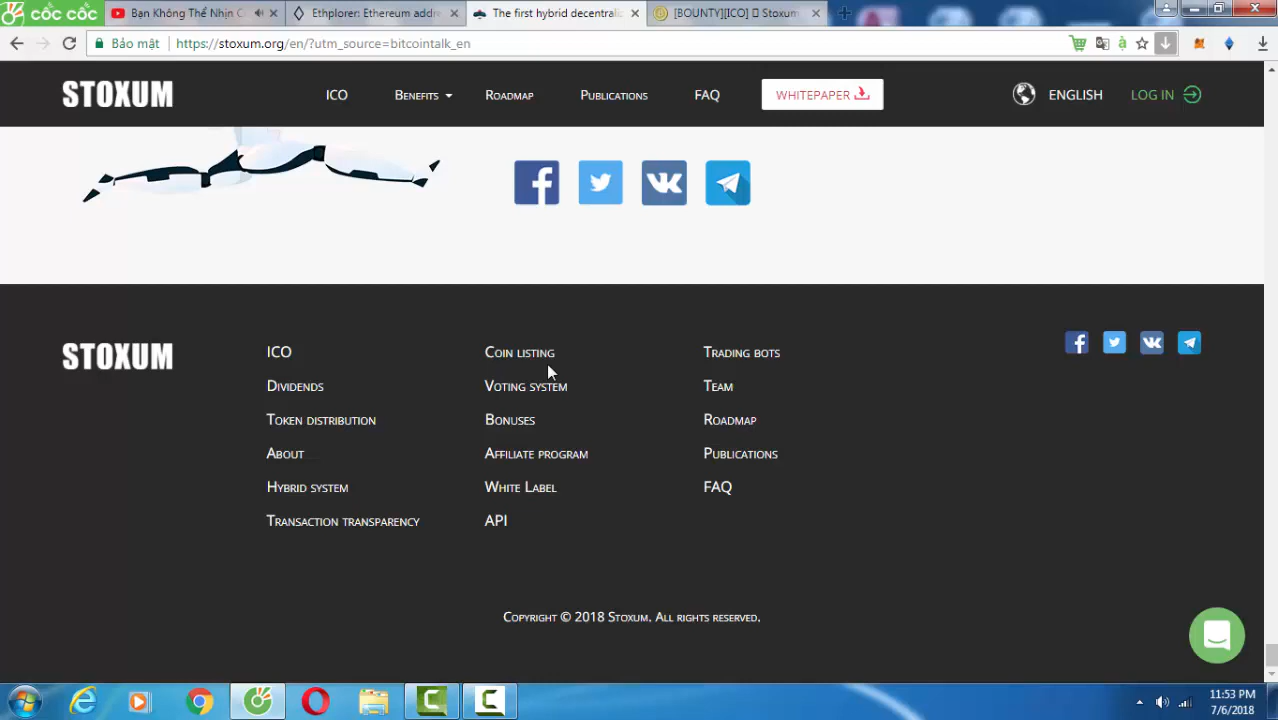 cốc cốc
Bạn Không Thể Nhịn C
Ethplorer: Ethereum addr
The first hybrid decentrali
[BOUNTY][ICO] Stoxum
Bảo mật
https://stoxum.org/en/?utm_source=bitcointalk_en
STOXUM
ICO
Benefits
Roadmap
Publications
FAQ
WHITEPAPER
ENGLISH
LOG IN
STOXUM
ICO
Dividends
Token distribution
About
Hybrid system
Transaction transparency
Coin listing
Voting system
Bonuses
Affiliate program
White Label
API
Trading bots
Team
Roadmap
Publications
FAQ
Copyright © 2018 Stoxum. All rights reserved.
11:53 PM
7/6/2018